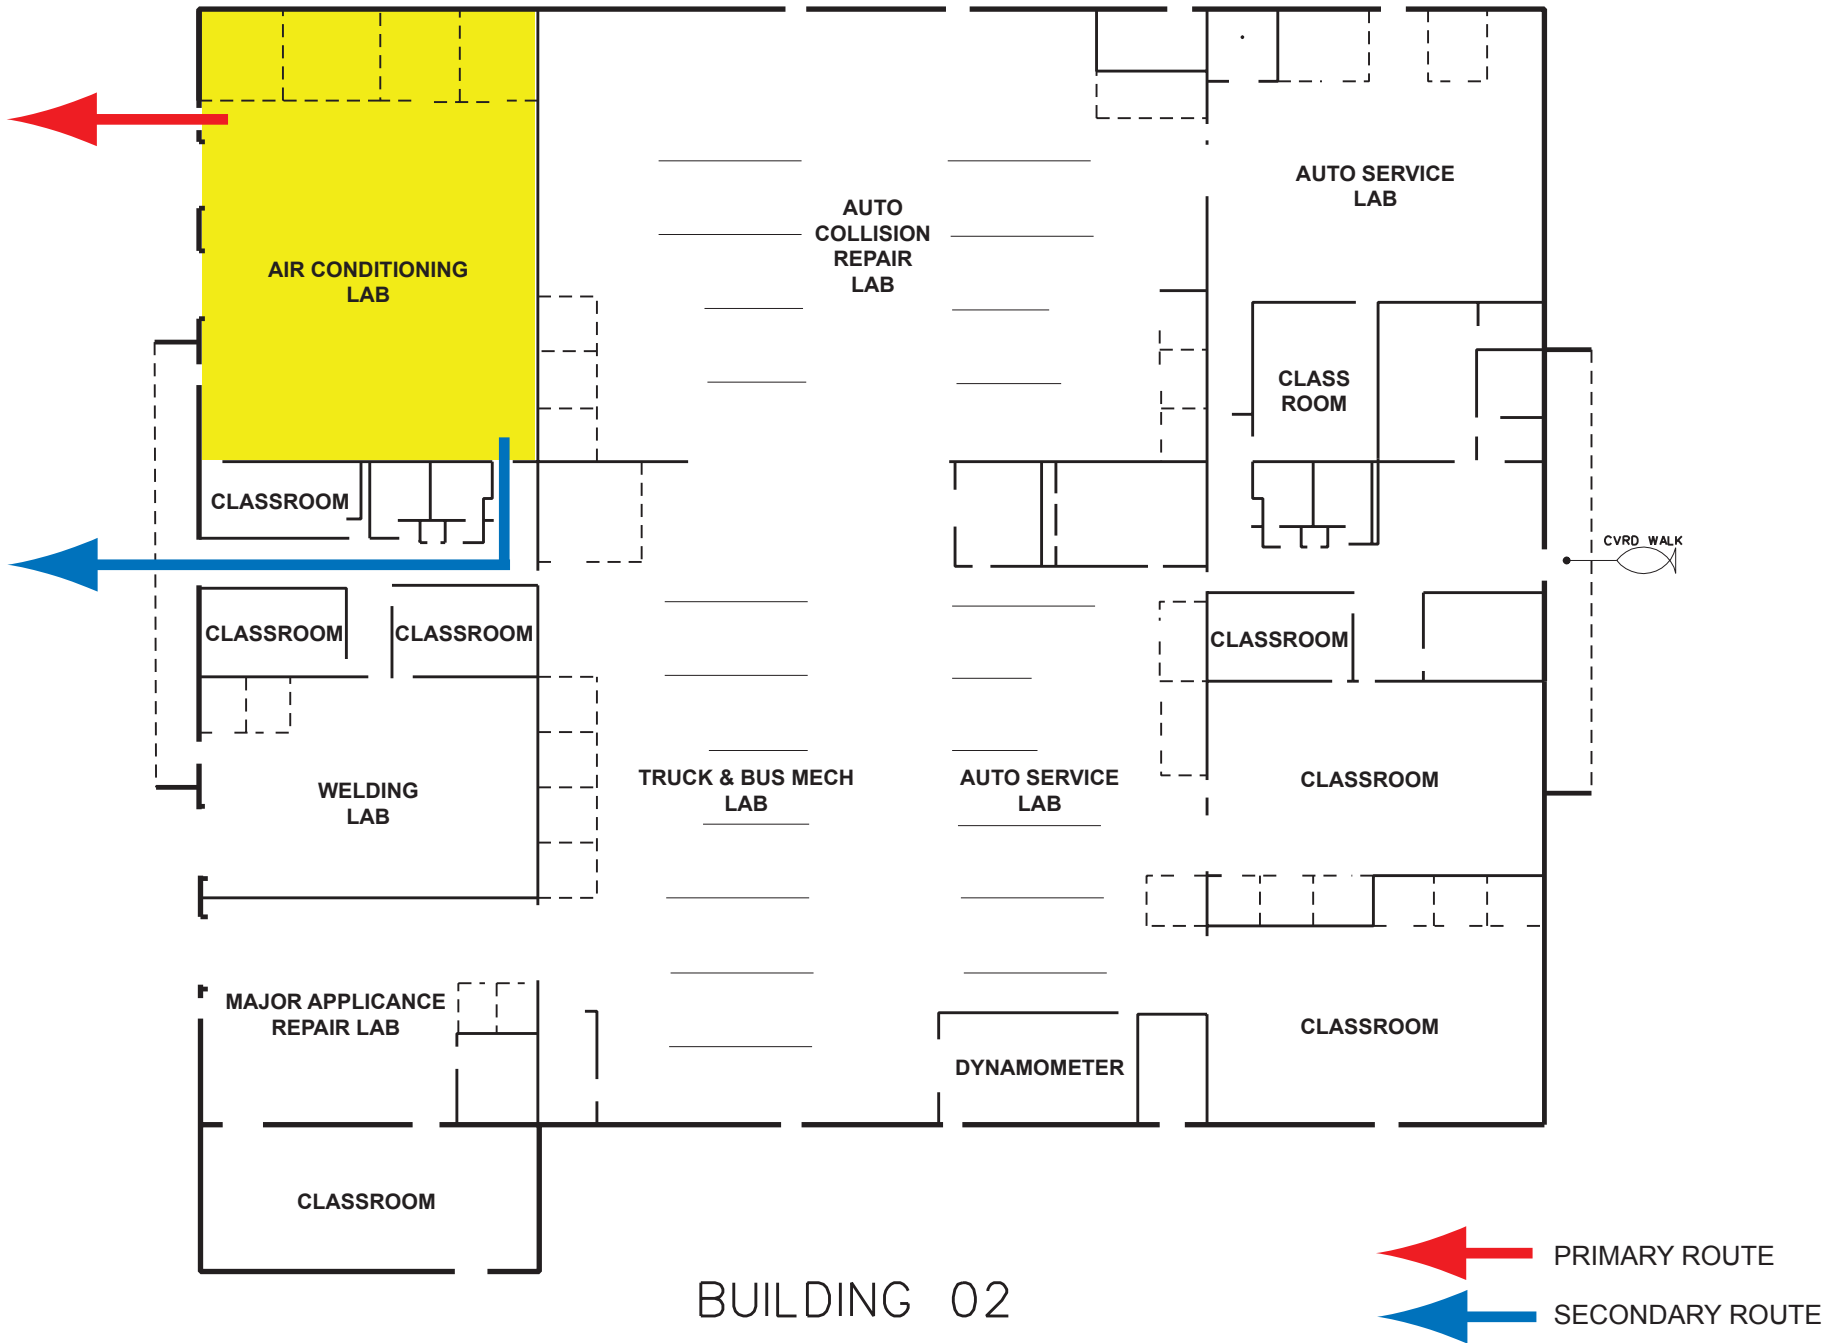 AUTO SERVICE
LAB
AUTO
COLLISION
REPAIR
LAB
AIR CONDITIONING
LAB
CLASS
ROOM
CLASSROOM
CVRD WALK
CLASSROOM
CLASSROOM
CLASSROOM
WELDING
LAB
TRUCK & BUS MECH
LAB
AUTO SERVICE
LAB
CLASSROOM
MAJOR APPLICANCE
REPAIR LAB
CLASSROOM
DYNAMOMETER
CLASSROOM
PRIMARY ROUTE
BUILDING 02
SECONDARY ROUTE